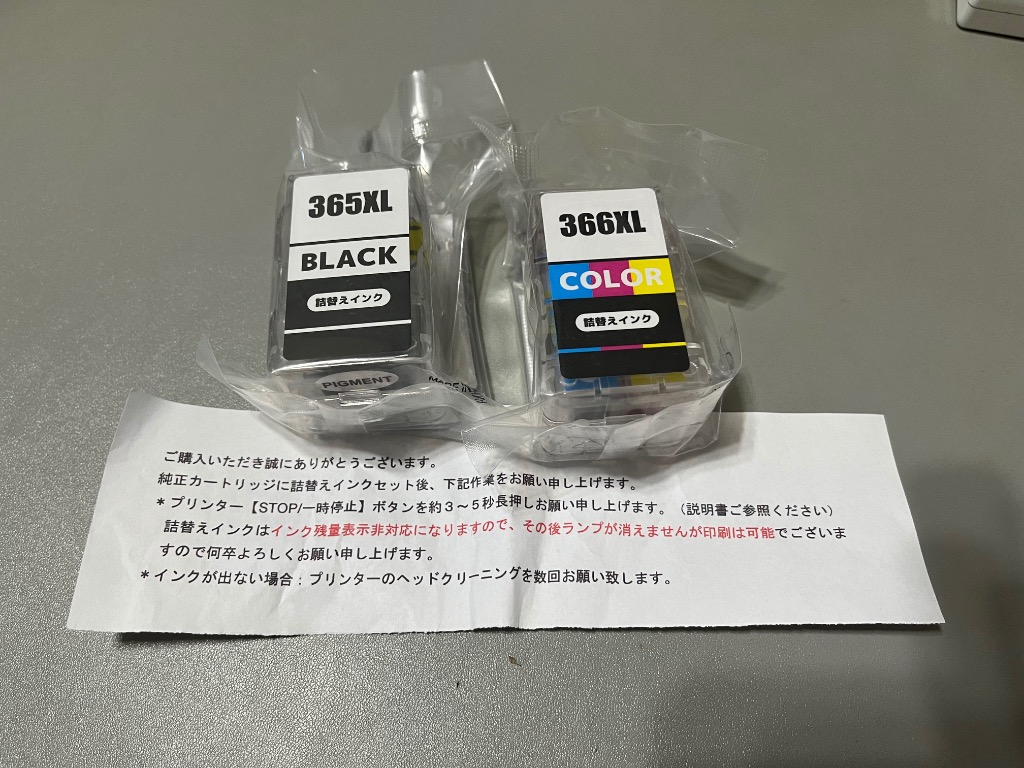 365XL
BLACK
詰替えインク
PIGMENT
366XL
COLOR
詰替えインク
ご購入いただき誠にありがとうございます。
純正カートリッジに詰替えインクセット後、下記作業をお願い申し上げます。
*プリンター【STOP/一時停止】ボタンを約3~5秒長押しお願い申し上げます。(説明書ご参照ください)
詰替えインクはインク残量表示非対応になりますので、その後ランプが消えませんが印刷は可能でございま
すので何卒よろしくお願い申し上げます。
*インクが出ない場合:プリンターのヘッドクリーニングを数回お願い致します。